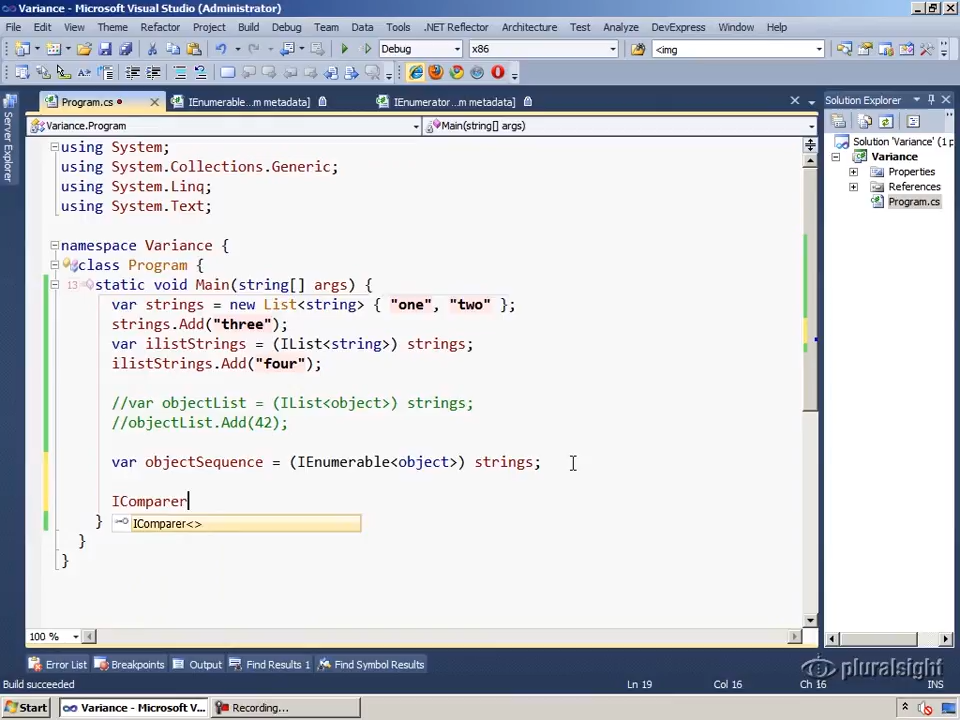 Variance - Microsoft Visual Studio (Administrator)
File Edit View Theme Refactor Project Build Debug Team Data Tools .NET Reflector Architecture Test Analyze DevExpress Window Help
Debug x86 <img
Program.cs IEnumerable...m metadata] IEnumerator...m metadata] Solution Explorer
Variance.Program Main(string[] args)
Server Explorer
using System;
using System.Collections.Generic;
using System.Linq;
using System.Text;
namespace Variance {
class Program {
13 static void Main(string[] args) {
var strings = new List<string> { "one", "two" };
strings.Add("three");
var ilistStrings = (IList<string>) strings;
ilistStrings.Add("four");
//var objectList = (IList<object>) strings;
//objectList.Add(42);
var objectSequence = (IEnumerable<object>) strings;
IComparer
} IComparer<>
}
}
Solution 'Variance' (1 p
Variance
Properties
References
Program.cs
100 %
Error List Breakpoints Output Find Results 1 Find Symbol Results
pluralsight
Build succeeded Ln 19 Col 16 Ch 16 INS
Start Variance - Microsoft V... Recording...